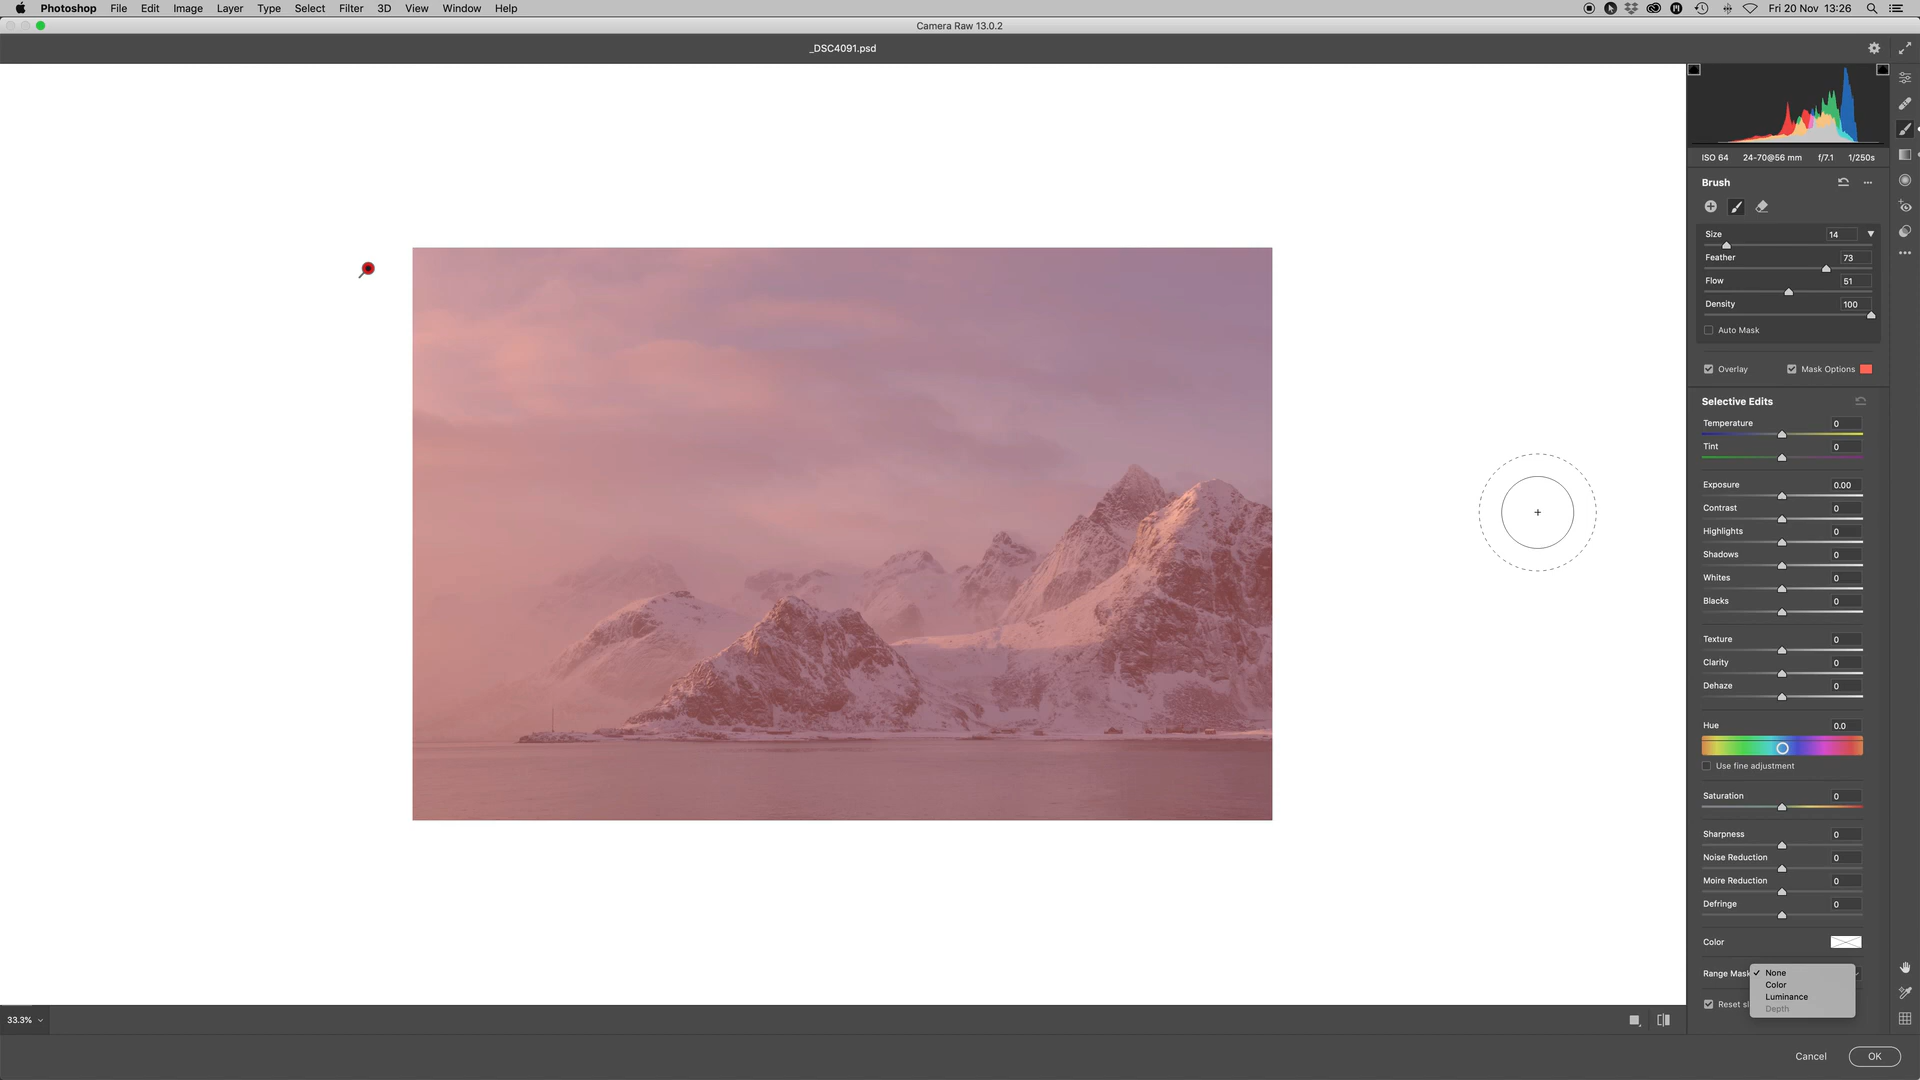 Photoshop File Edit Image Layer Type Select Filter 3D View Window Help Fri 20 Nov 13:26
Camera Raw 13.0.2
_DSC4091.psd
ISO 64 24-70@56 mm f/7.1 1/250s
Brush
Size 14
Feather 73
Flow 51
Density 100
Auto Mask
Overlay Mask Options
Selective Edits
Temperature 0
Tint 0
Exposure 0.00
Contrast 0
Highlights 0
Shadows 0
Whites 0
Blacks 0
Texture 0
Clarity 0
Dehaze 0
Hue 0.0
Use fine adjustment
Saturation 0
Sharpness 0
Noise Reduction 0
Moire Reduction 0
Defringe 0
Color
Range Mask None
Color
Luminance
Reset sl
Depth
33.3%
Cancel OK